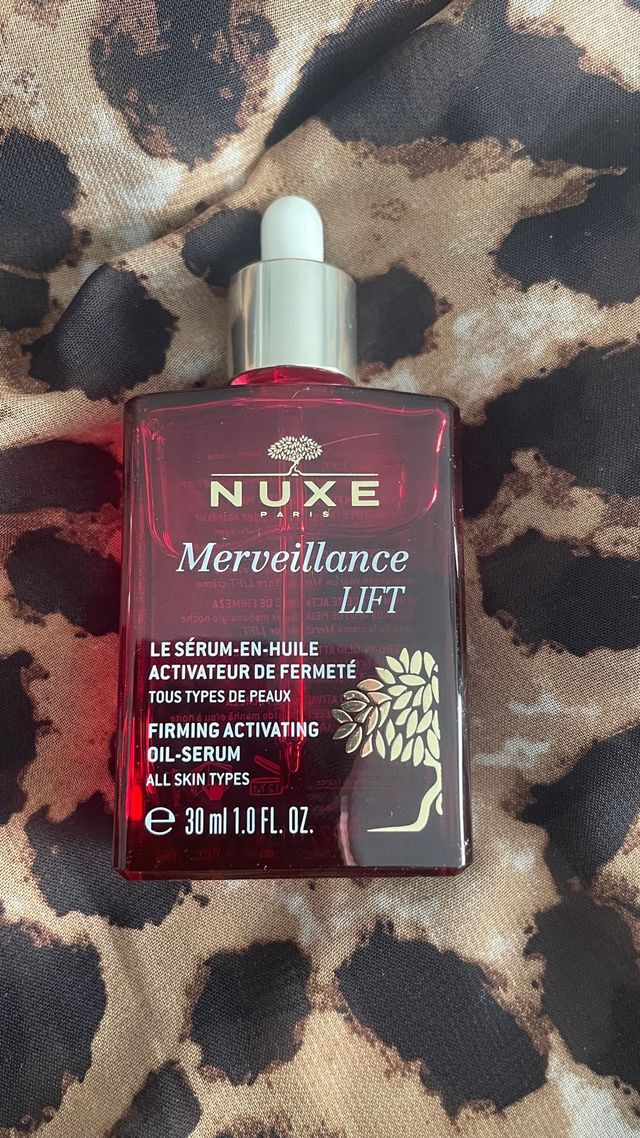 NUXE
PARIS
Merveillance
LIFT
LE SÉRUM-EN-HUILE
ACTIVATEUR DE FERMETÉ
TOUS TYPES DE PEAUX
FIRMING ACTIVATING
OIL-SERUM
ALL SKIN TYPES
℮ 30 ml 1.0 FL. OZ.